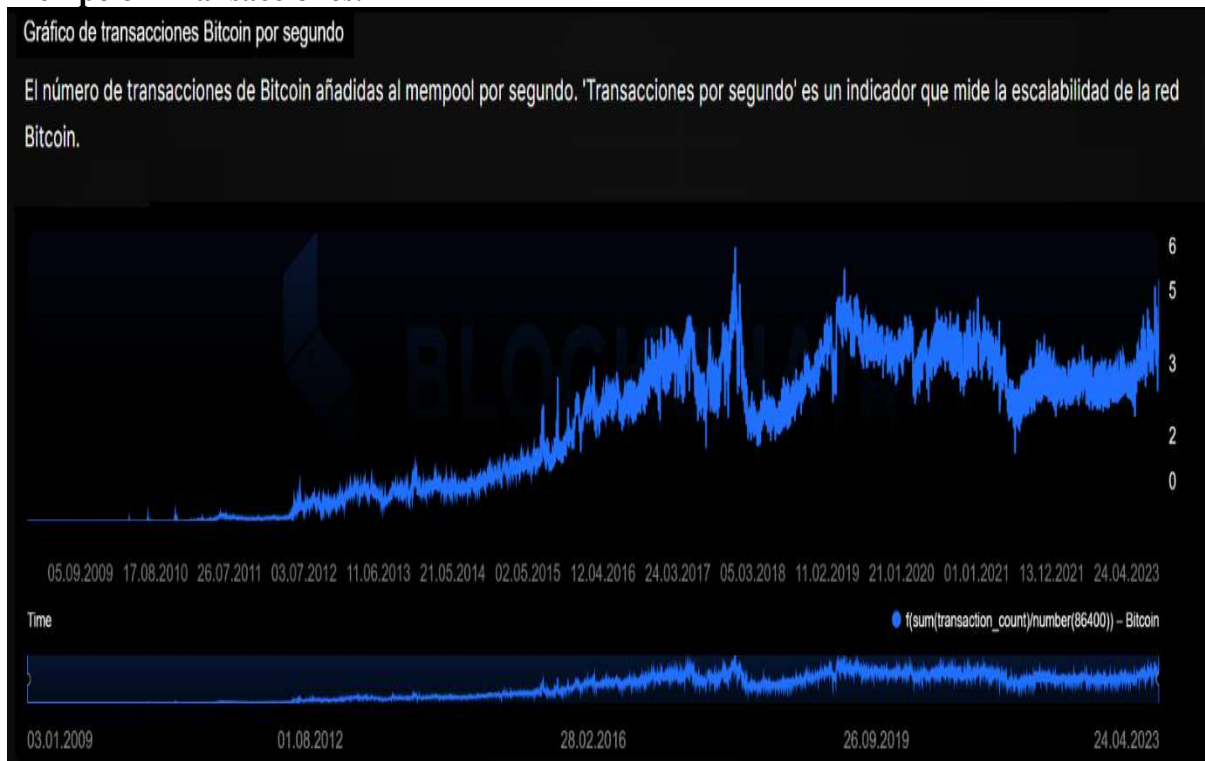 Gráfico de transacciones Bitcoin por segundo
El número de transacciones de Bitcoin añadidas al mempool por segundo. 'Transacciones por segundo' es un indicador que mide la escalabilidad de la red
Bitcoin.
6
5
3
2
0
05.09.2009 17.08.2010 26.07.2011 03.07.2012 11.06.2013 21.05.2014 02.05.2015 12.04.2016 24.03.2017 05.03.2018 11.02.2019 21.01.2020 01.01.2021 13.12.2021 24.04.2023
Time
f(sum(transaction_count)/number(86400)) – Bitcoin
03.01.2009 01.08.2012 28.02.2016 26.09.2019 24.04.2023